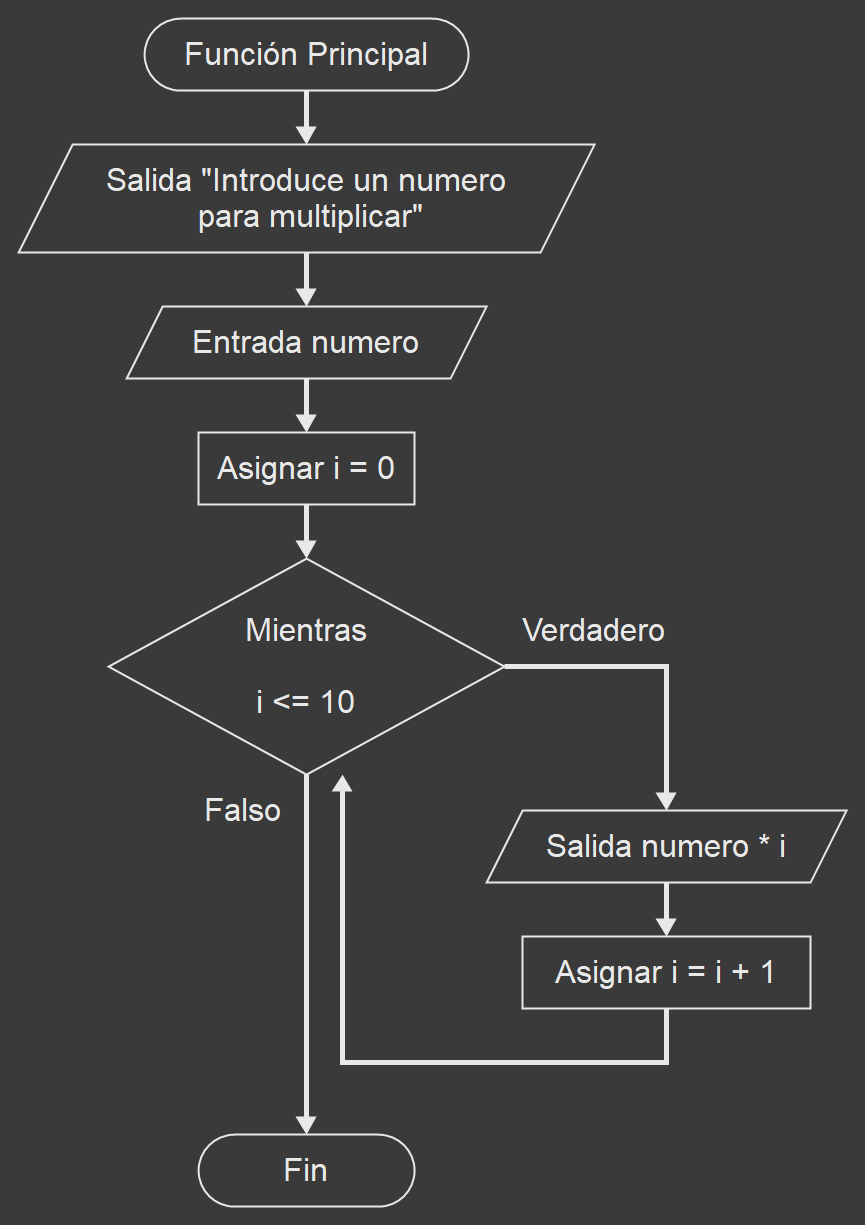 Función Principal
Salida "Introduce un numero
para multiplicar"
Entrada numero
Asignar i = 0
Mientras
i <= 10
Verdadero
Falso
Salida numero * i
Asignar i = i + 1
Fin